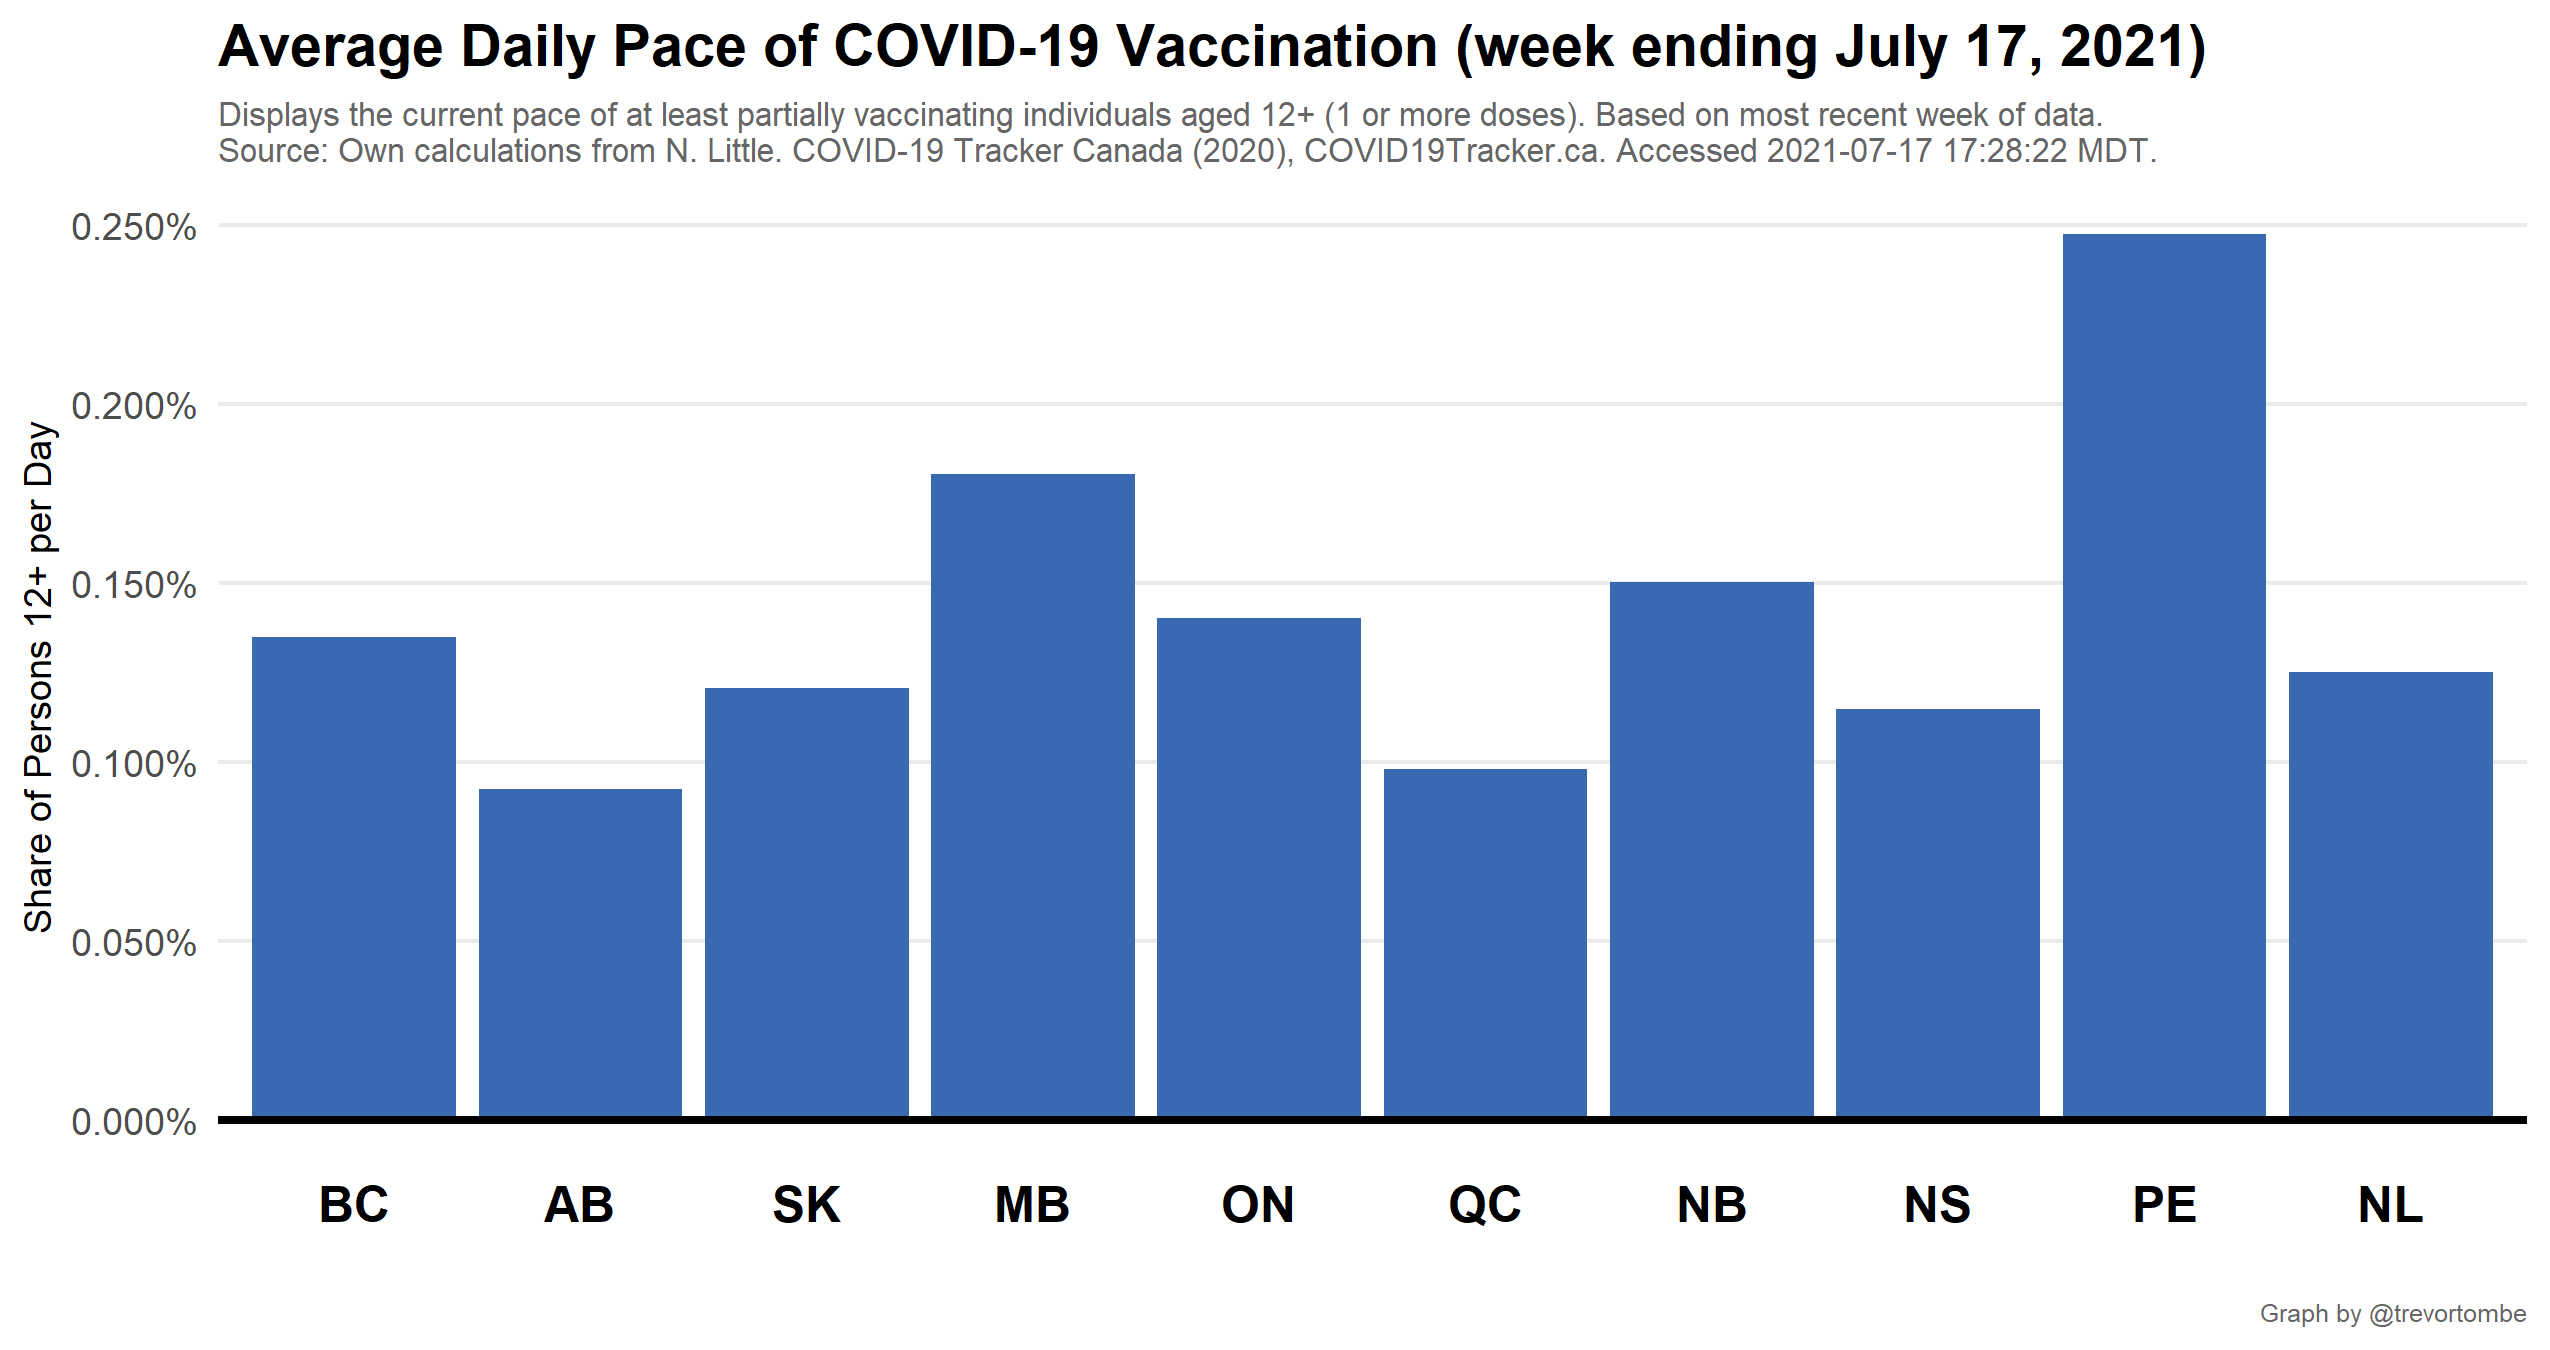 Average Daily Pace of COVID-19 Vaccination (week ending July 17, 2021)
Displays the current pace of at least partially vaccinating individuals aged 12+ (1 or more doses). Based on most recent week of data.
Source: Own calculations from N. Little. COVID-19 Tracker Canada (2020), COVID19Tracker.ca. Accessed 2021-07-17 17:28:22 MDT.
Share of Persons 12+ per Day
0.250%
0.200%
0.150%
0.100%
0.050%
0.000%
BC AB SK MB ON QC NB NS PE NL
Graph by @trevortombe